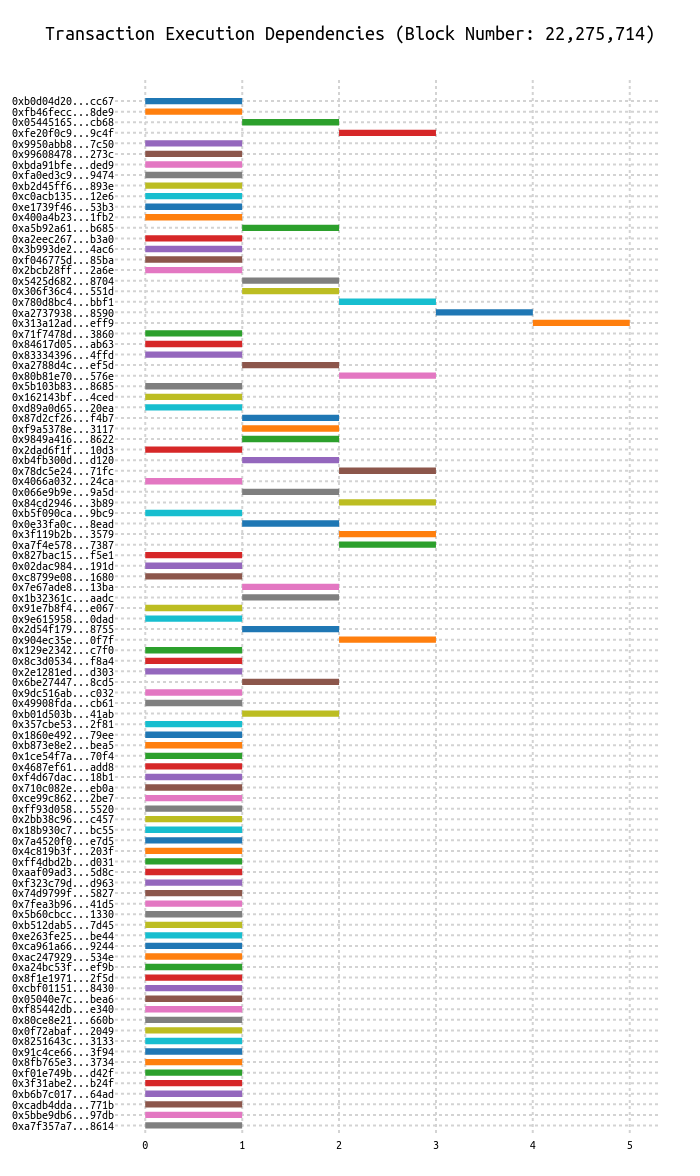 Transaction Execution Dependencies (Block Number: 22,275,714)
0xb0d04d20...cc67
0xfb46fecc...8de9
0x05445165...cb68
0xfe20f0c9...9c4f
0x9950abb8...7c50
0x99608478...273c
0xbda91bfe...ded9
0xfa0ed3c9...9474
0xb2d45ff6...893e
0xc0acb135...12e6
0xe1739f46...53b3
0x400a4b23...1fb2
0xa5b92a61...b685
0xa2eec267...b3a0
0x3b993de2...4ac6
0xf046775d...85ba
0x2bcb28ff...2a6e
0x5425d682...8704
0x306f36c4...551d
0x780d8bc4...bbf1
0xa2737938...8590
0x313a12ad...eff9
0x71f7478d...3860
0x84617d05...ab63
0x83334396...4ffd
0xa2788d4c...ef5d
0x80b81e70...576e
0x5b103b83...8685
0x162143bf...4ced
0xd89a0d65...20ea
0x87d2cf26...f4b7
0xf9a5378e...3117
0x9849a416...8622
0x2dad6f1f...10d3
0xb4fb300d...d120
0x78dc5e24...71fc
0x4066a032...24ca
0x066e9b9e...9a5d
0x84cd2946...3b89
0xb5f090ca...9bc9
0x0e33fa0c...8ead
0x3f119b2b...3579
0xa7f4e578...7387
0x827bac15...f5e1
0x02dac984...191d
0xc8799e08...1680
0x7e67ade8...13ba
0x1b32361c...aadc
0x91e7b8f4...e067
0x9e615958...0dad
0x2d54f179...8755
0x904ec35e...0f7f
0x129e2342...c7f0
0x8c3d0534...f8a4
0x2e1281ed...d303
0x6be27447...8cd5
0x9dc516ab...c032
0x49908fda...cb61
0xb01d503b...41ab
0x357cbe53...2f81
0x1860e492...79ee
0xb873e8e2...bea5
0x1ce54f7a...70f4
0x4687ef61...add8
0xf4d67dac...18b1
0x710c082e...eb0a
0xce99c862...2be7
0xff93d058...5520
0x2bb38c96...c457
0x18b930c7...bc55
0x7a4520f0...e7d5
0x4c819b3f...203f
0xff4dbd2b...d031
0xaaf09ad3...5d8c
0xf323c79d...d963
0x74d9799f...5827
0x7fea3b96...41d5
0x5b60cbcc...1330
0xb512dab5...7d45
0xe263fe25...be44
0xca961a66...9244
0xac247929...534e
0xa24bc53f...ef9b
0x8f1e1971...2f5d
0xcbf01151...8430
0x05040e7c...bea6
0xf85442db...e340
0x80ce8e21...660b
0x0f72abaf...2049
0x8251643c...3133
0x91c4ce66...3f94
0x8fb765e3...3734
0xf01e749b...d42f
0x3f31abe2...b24f
0xb6b7c017...64ad
0xcadb4dda...771b
0x5bbe9db6...97db
0xa7f357a7...8614
0 1 2 3 4 5